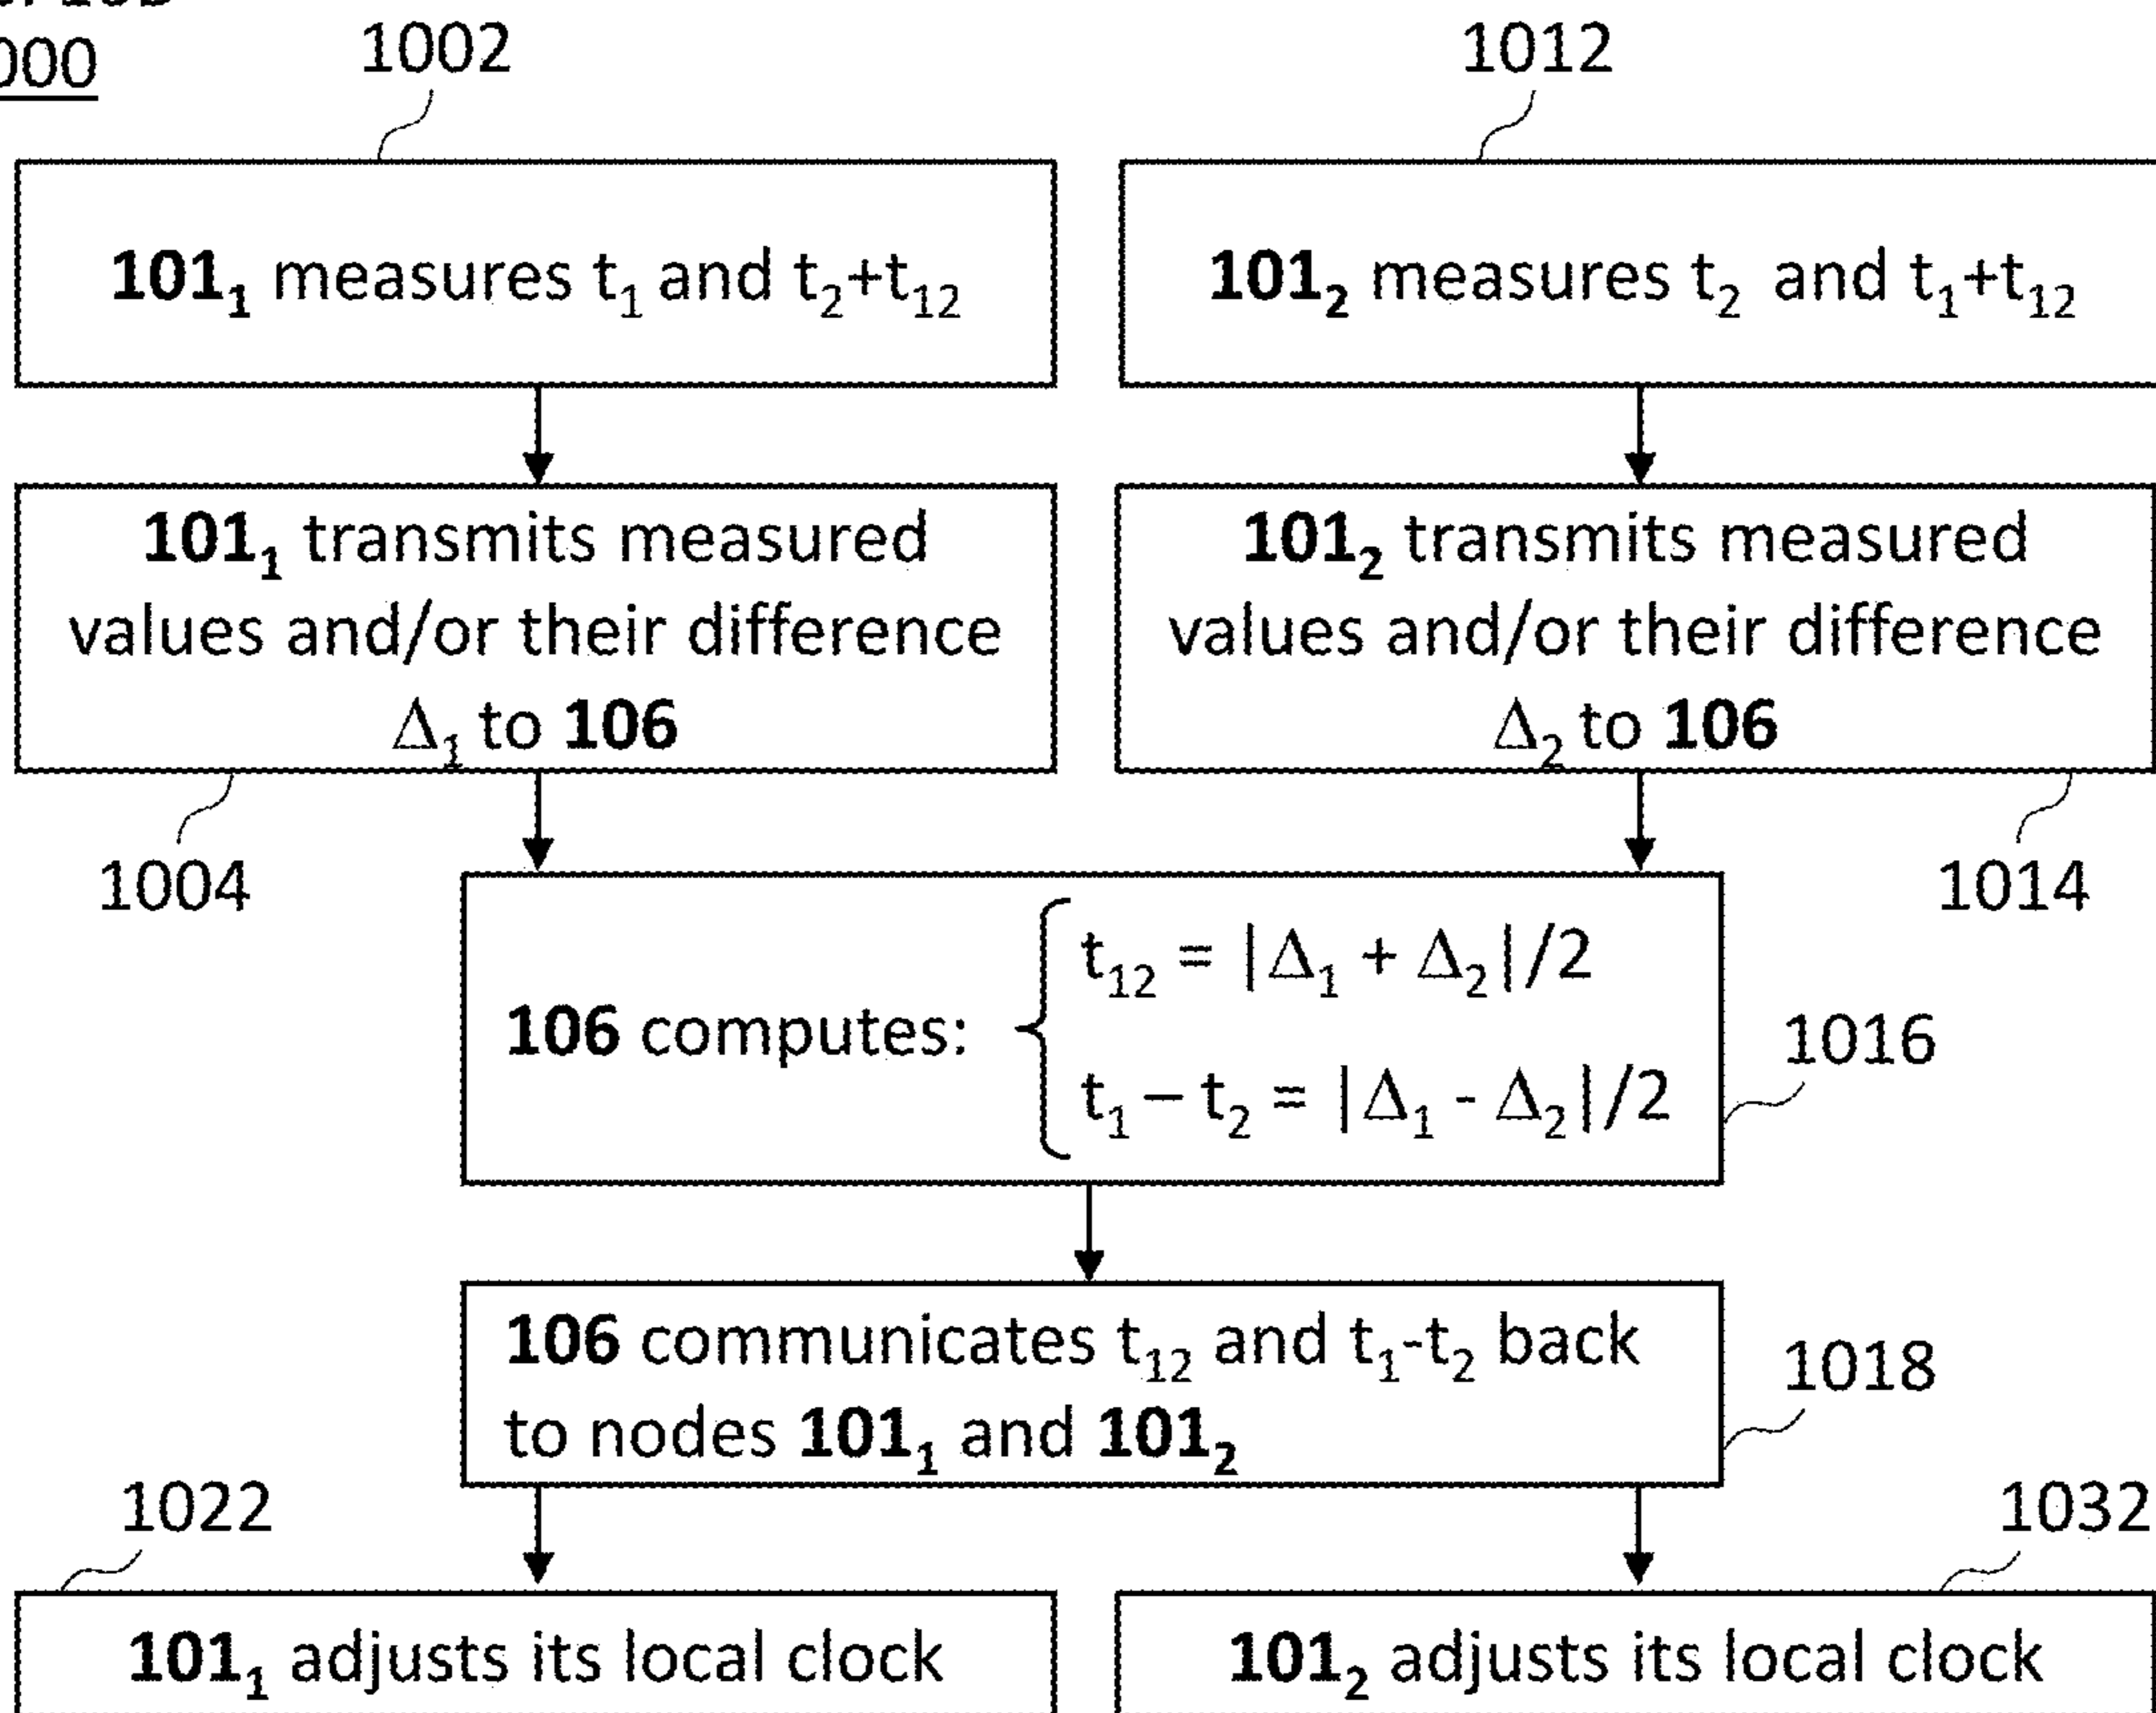 1002
1012
101₁ measures t₁ and t₂+t₁₂
101₂ measures t₂ and t₁+t₁₂
101₁ transmits measured
values and/or their difference
Δ₁ to 106
101₂ transmits measured
values and/or their difference
Δ₂ to 106
1004
1014
106 computes:
t₁₂ = |Δ₁ + Δ₂|/2
t₁ – t₂ = |Δ₁ - Δ₂|/2
1016
106 communicates t₁₂ and t₁-t₂ back
to nodes 101₁ and 101₂
1018
1022
1032
101₁ adjusts its local clock
101₂ adjusts its local clock